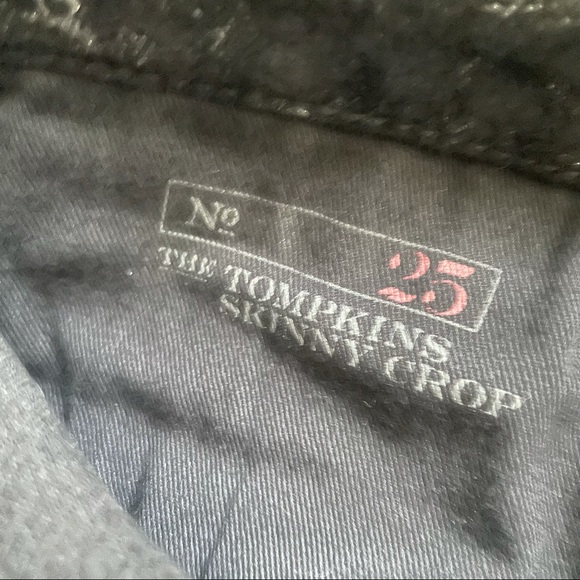 Nº 25
THE TOMPKINS
SKINNY CROP